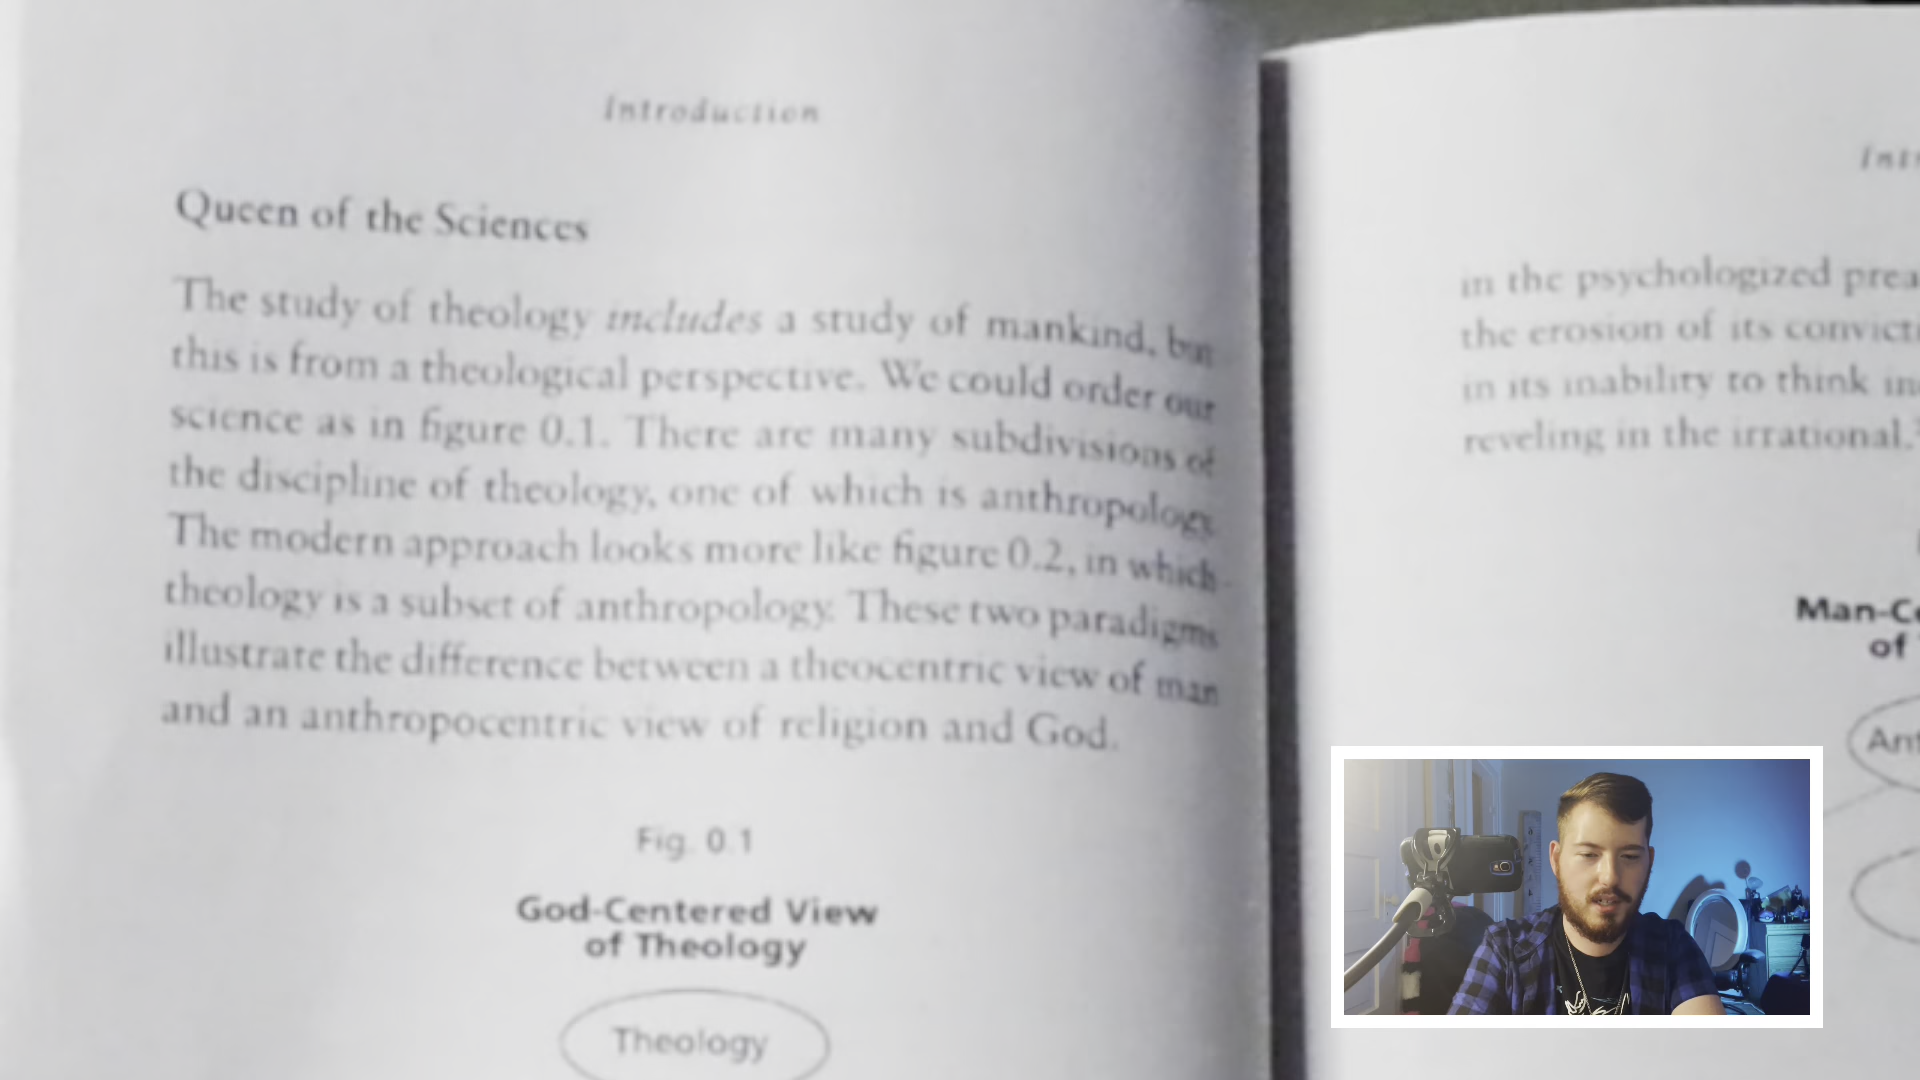 Introduction
Queen of the Sciences
The study of theology includes a study of mankind, but
this is from a theological perspective. We could order our
science as in figure 0.1. There are many subdivisions of
the discipline of theology, one of which is anthropology.
The modern approach looks more like figure 0.2, in which
theology is a subset of anthropology. These two paradigms
illustrate the difference between a theocentric view of man
and an anthropocentric view of religion and God.
Fig. 0.1
God-Centered View
of Theology
Theology
in the psychologized
the erosion of its
in its inability to think
reveling in the irrational.
of